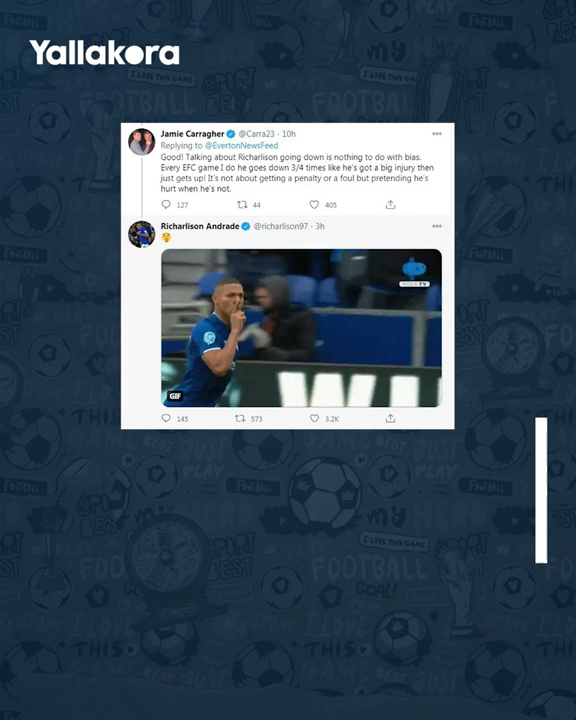 Yallakora
Jamie Carragher @Carra23 · 10h
Replying to @EvertonNewsFeed
Good! Talking about Richarlison going down is nothing to do with bias.
Every EFC game I do he goes down 3/4 times like he's got a big injury then
just gets up! It's not about getting a penalty or a foul but pretending he's
hurt when he's not.
127 44 405
Richarlison Andrade @richarlison97 · 3h
🤫
GIF
145 573 3.2K